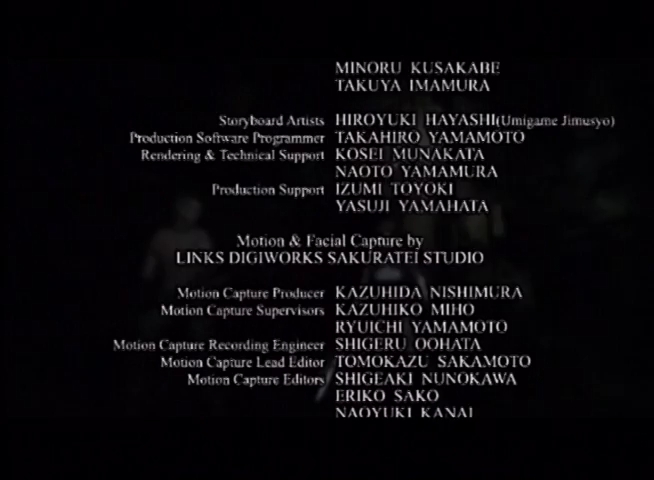 MINORU KUSAKABE
TAKUYA IMAMURA
Storyboard Artists HIROYUKI HAYASHI(Umigame Jimusyo)
Production Software Programmer TAKAHIRO YAMAMOTO
Rendering & Technical Support KOSEI MUNAKATA
NAOTO YAMAMURA
Production Support IZUMI TOYOKI
YASUJI YAMAHATA
Motion & Facial Capture by
LINKS DIGIWORKS SAKURATEI STUDIO
Motion Capture Producer KAZUHIDA NISHIMURA
Motion Capture Supervisors KAZUHIKO MIHO
RYUICHI YAMAMOTO
Motion Capture Recording Engineer SHIGERU OOHATA
Motion Capture Lead Editor TOMOKAZU SAKAMOTO
Motion Capture Editors SHIGEAKI NUNOKAWA
ERIKO SAKO
NAOYUKI KANAI